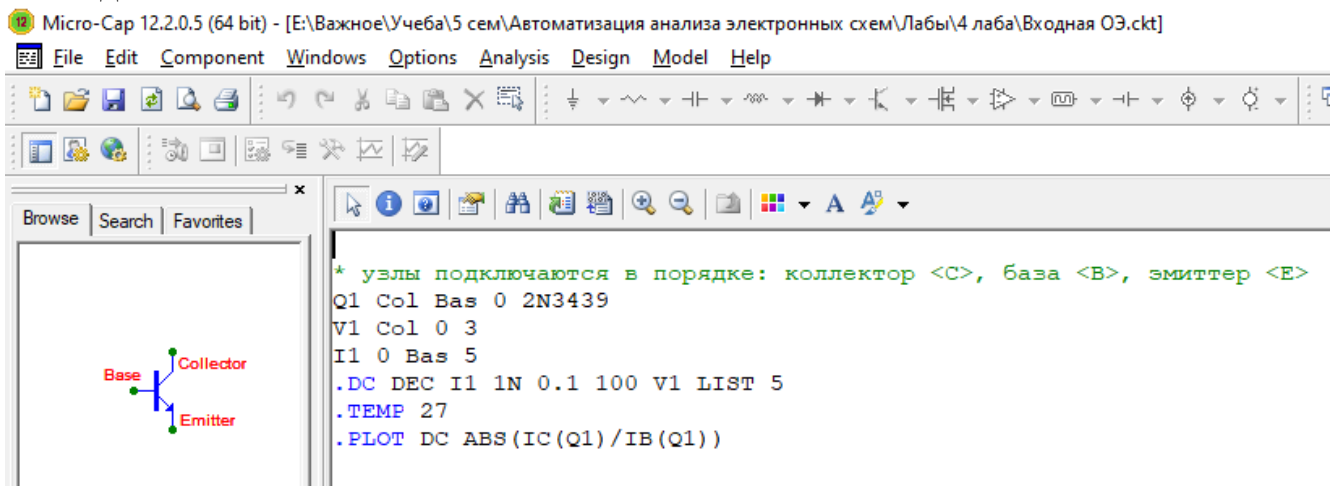 12 Micro-Cap 12.2.0.5 (64 bit) - [E:\Важное\Учеба\5 сем\Автоматизация анализа электронных схем\Лабы\4 лаба\Входная ОЭ.ckt]
File Edit Component Windows Options Analysis Design Model Help
Browse Search Favorites
Collector
Base
Emitter
* узлы подключаются в порядке: коллектор <C>, база <B>, эмиттер <E>
Q1 Col Bas 0 2N3439
V1 Col 0 3
I1 0 Bas 5
.DC DEC I1 1N 0.1 100 V1 LIST 5
.TEMP 27
.PLOT DC ABS(IC(Q1)/IB(Q1))